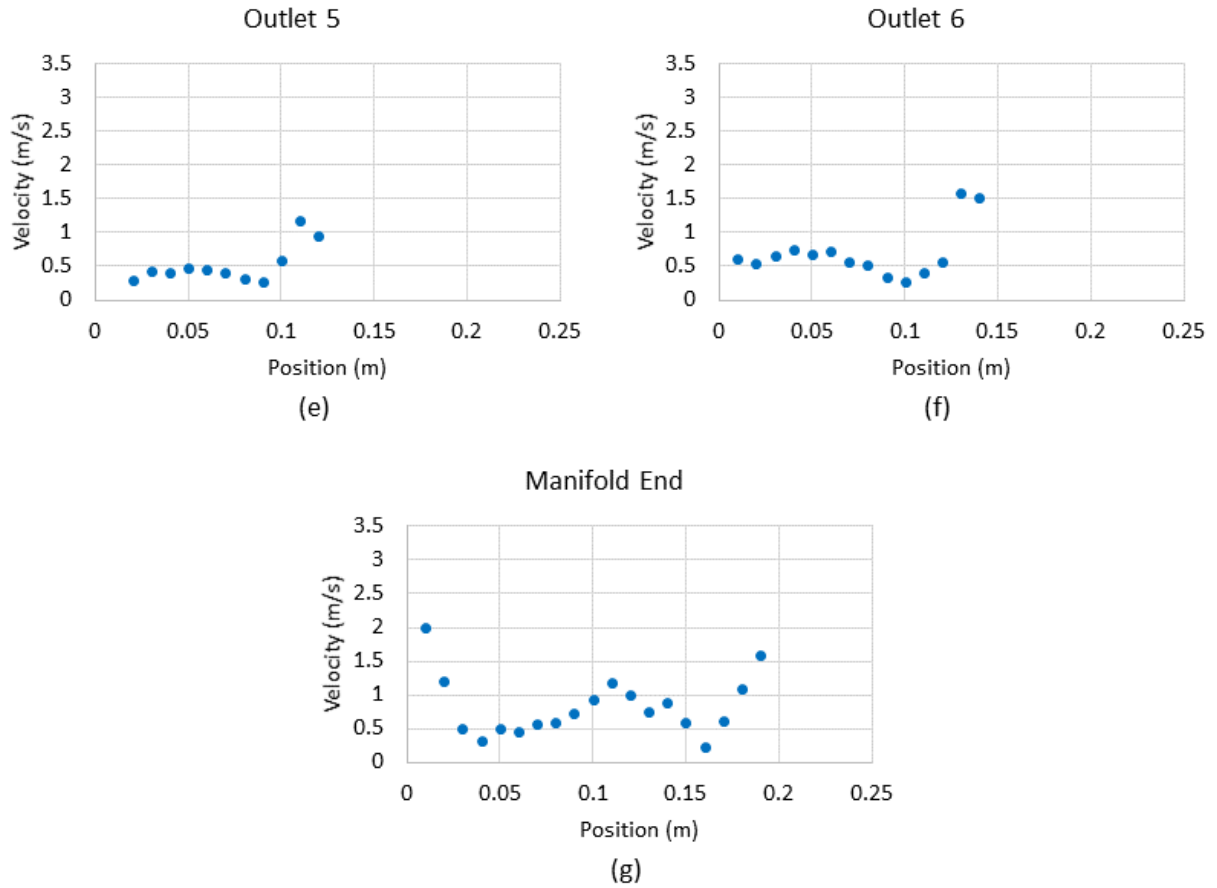 Outlet 5
3.5
3
2.5
2
1.5
1
0.5
0
Velocity (m/s)
0 0.05 0.1 0.15 0.2 0.25
Position (m)
(e)
Outlet 6
3.5
3
2.5
2
1.5
1
0.5
0
Velocity (m/s)
0 0.05 0.1 0.15 0.2 0.25
Position (m)
(f)
Manifold End
3.5
3
2.5
2
1.5
1
0.5
0
Velocity (m/s)
0 0.05 0.1 0.15 0.2 0.25
Position (m)
(g)